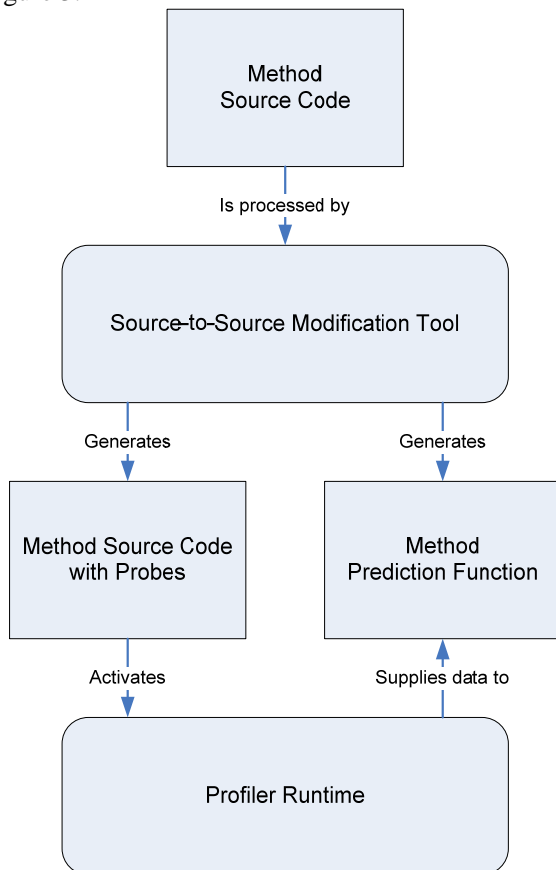 Method
Source Code
Is processed by
Source-to-Source Modification Tool
Generates
Generates
Method Source Code
with Probes
Method
Prediction Function
Activates
Supplies data to
Profiler Runtime